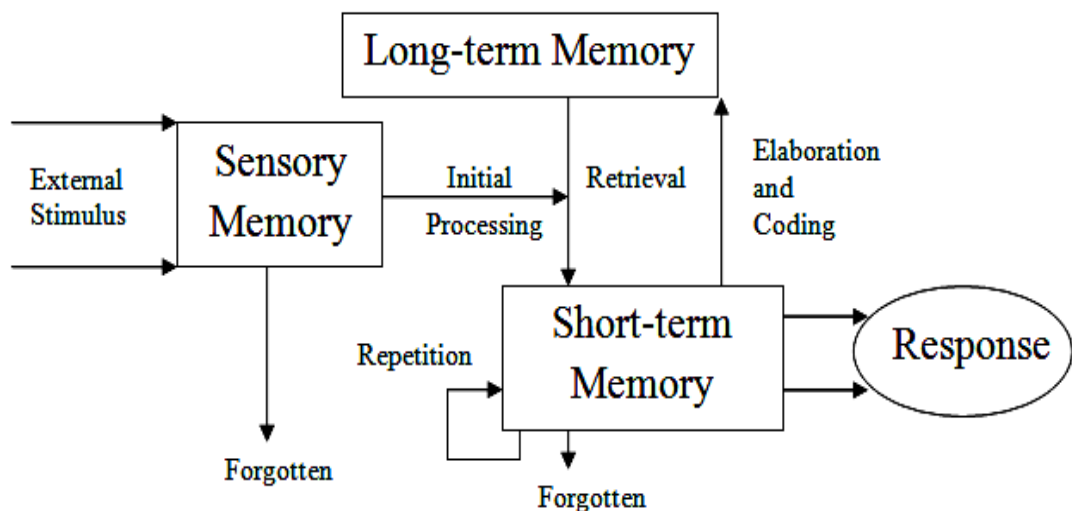 Long-term Memory
External
Stimulus
Sensory
Memory
Initial
Processing
Retrieval
Elaboration
and
Coding
Repetition
Short-term
Memory
Response
Forgotten
Forgotten